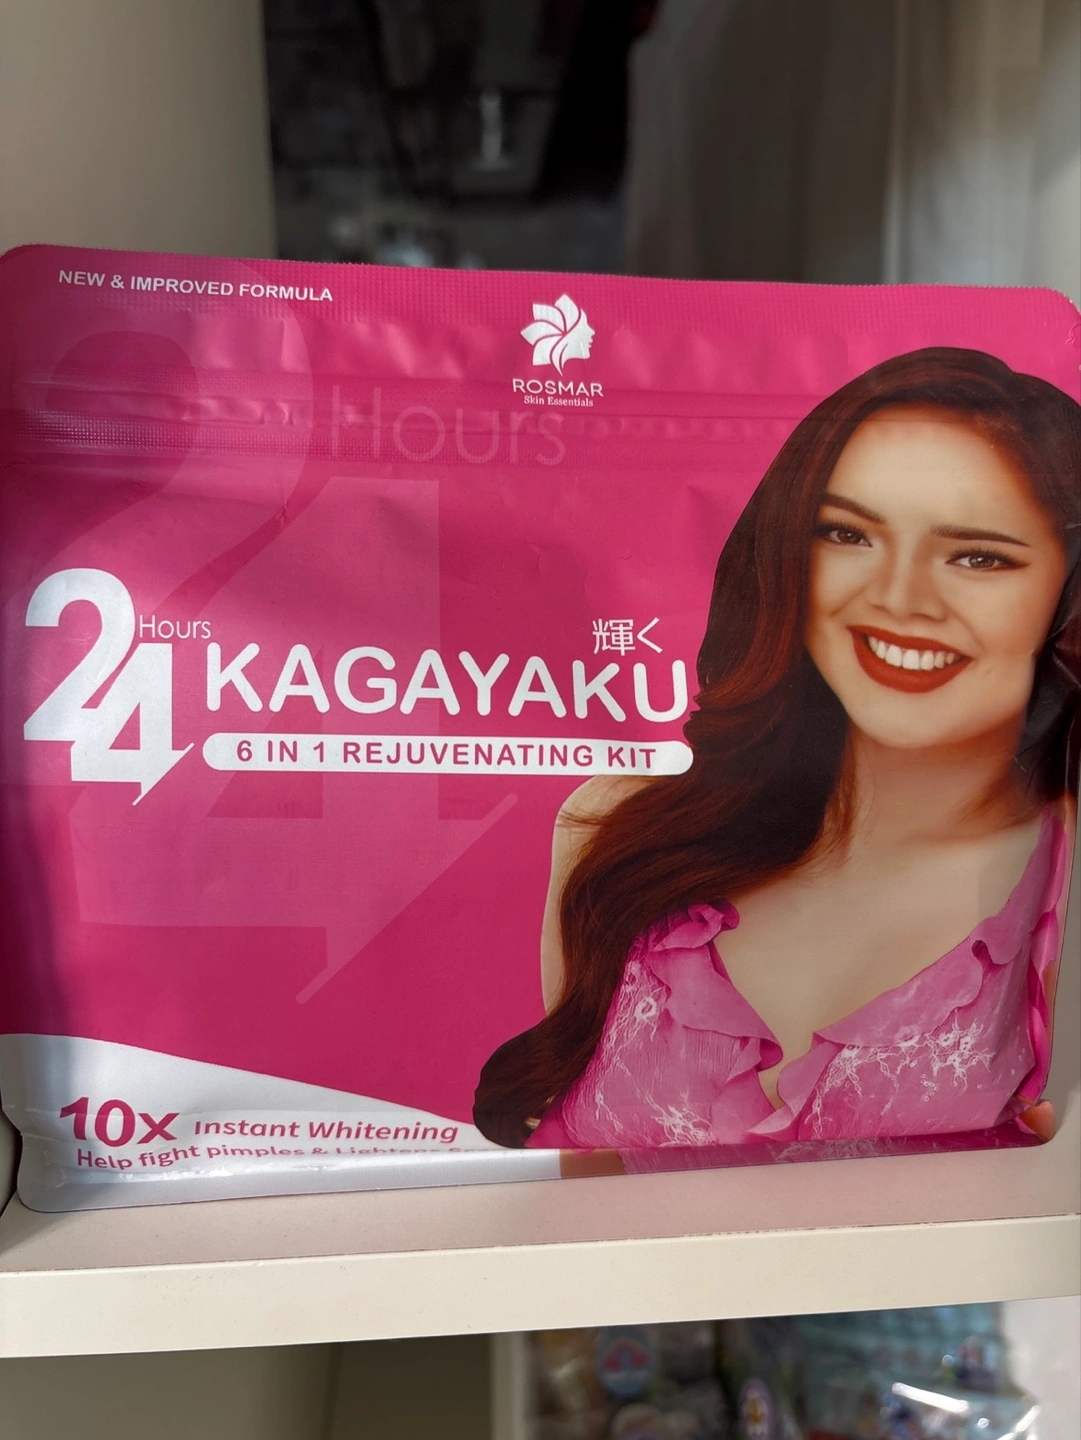 NEW & IMPROVED FORMULA
ROSMAR
Skin Essentials
Hours
24 Hours
輝く
KAGAYAKU
6 IN 1 REJUVENATING KIT
10x Instant Whitening
Help fight pimples & Lighten